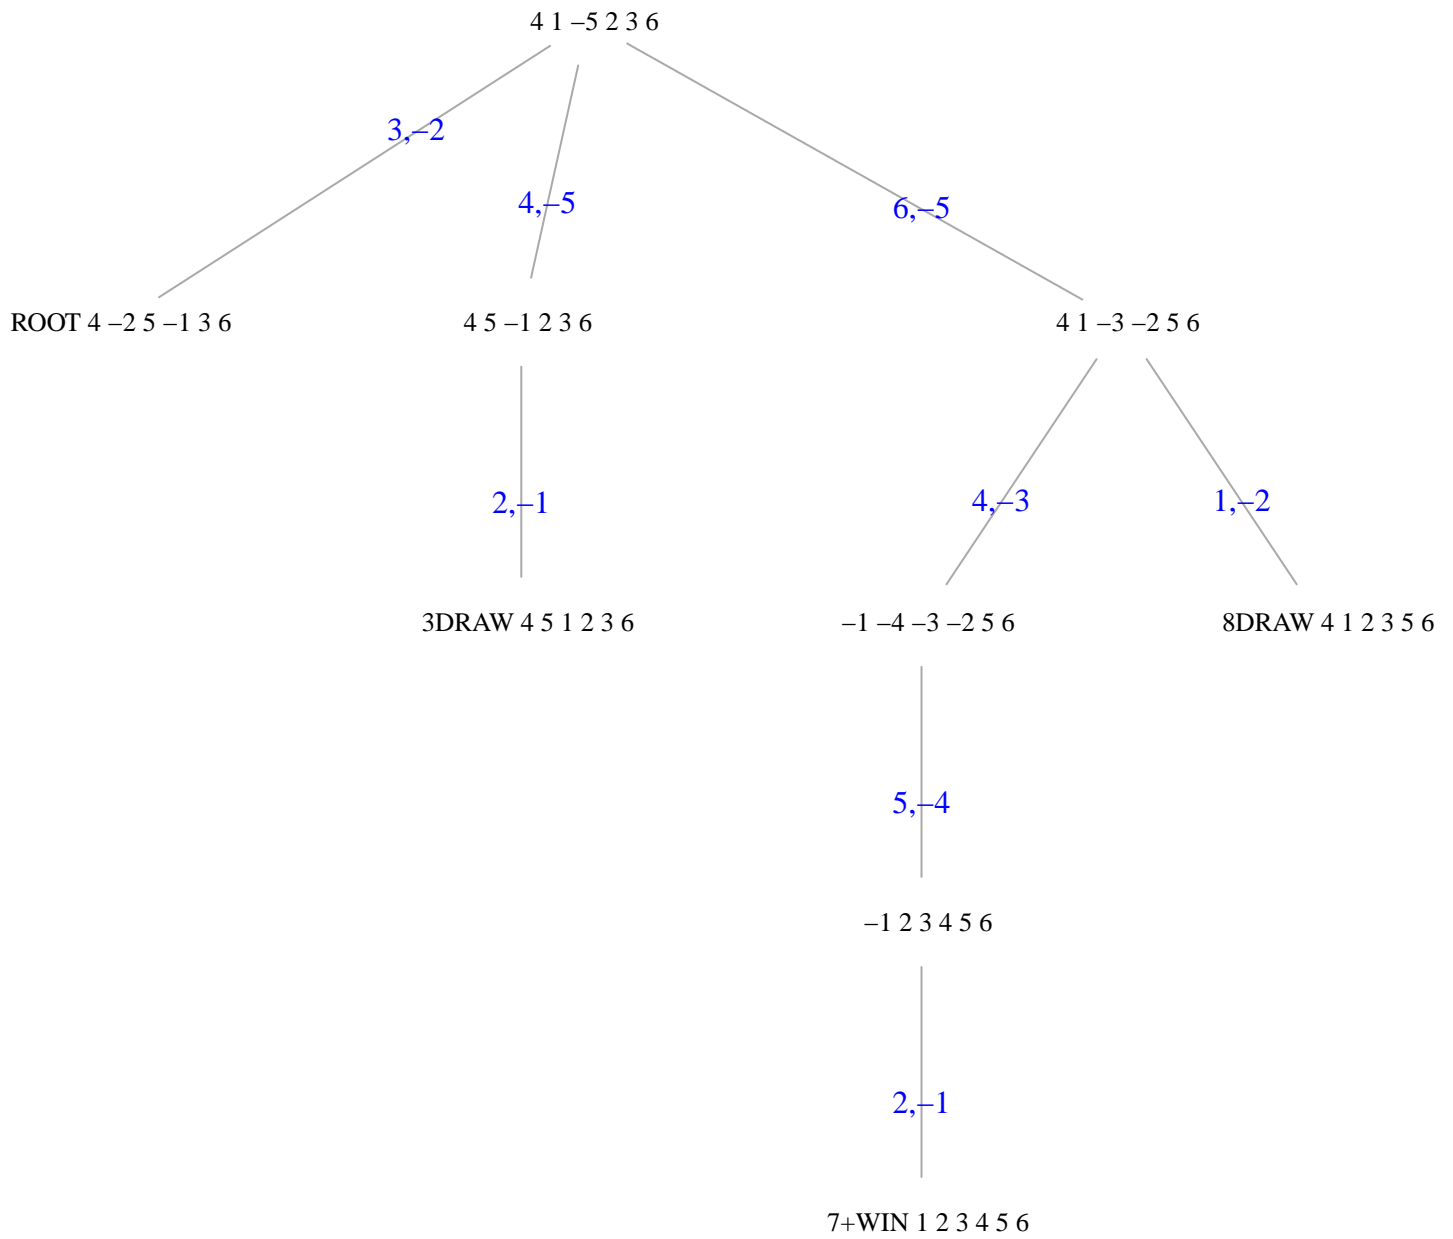 4 1 –5 2 3 6
3,–2
4,–5
6,–5
ROOT 4 –2 5 –1 3 6
4 5 –1 2 3 6
4 1 –3 –2 5 6
2,–1
4,–3
1,–2
3DRAW 4 5 1 2 3 6
–1 –4 –3 –2 5 6
8DRAW 4 1 2 3 5 6
5,–4
–1 2 3 4 5 6
2,–1
7+WIN 1 2 3 4 5 6